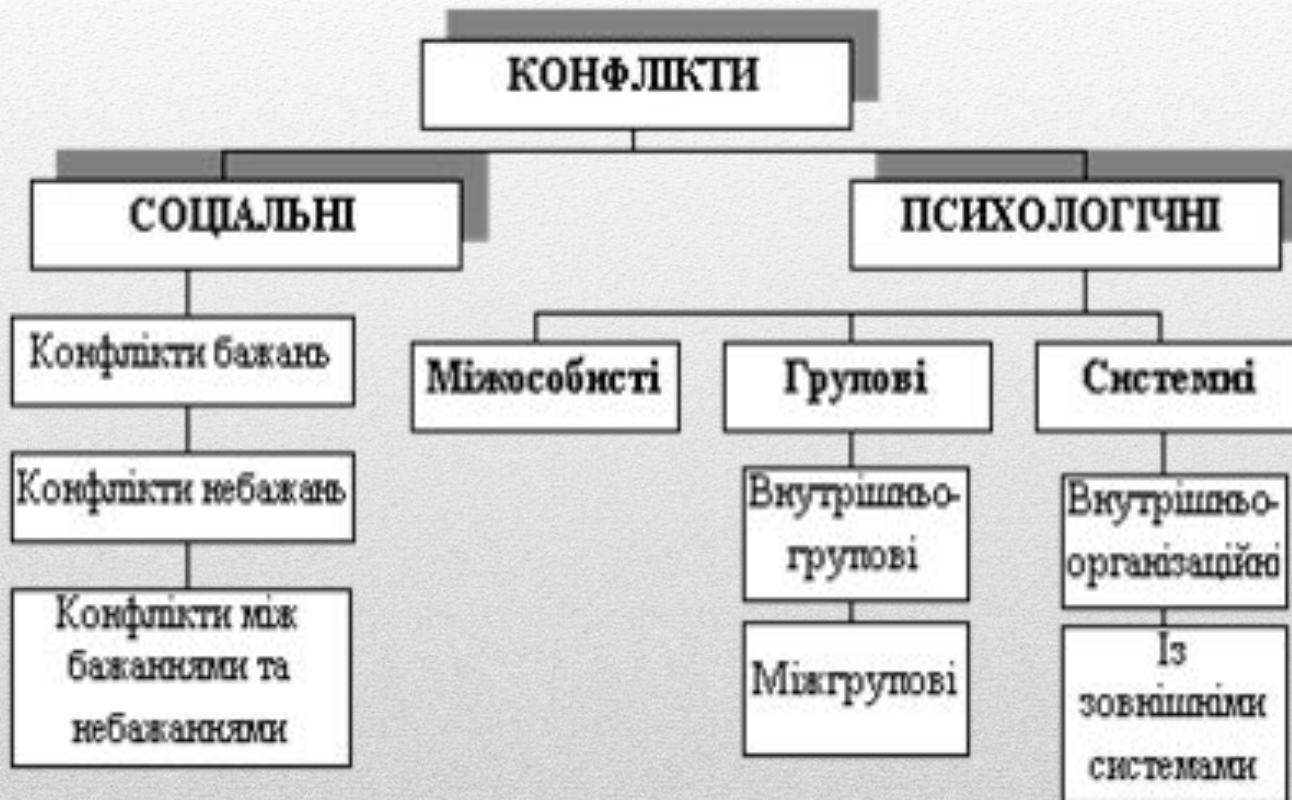 КОНФЛІКТИ
СОЦІАЛЬНІ
ПСИХОЛОГІЧНІ
Конфлікти бажань
Конфлікти небажань
Конфлікти між
бажаннями та
небажаннями
Міжособисті
Групові
Внутрішньо-
групові
Міжгрупові
Системні
Внутрішньо-
організаційні
Із
зовнішніми
системами